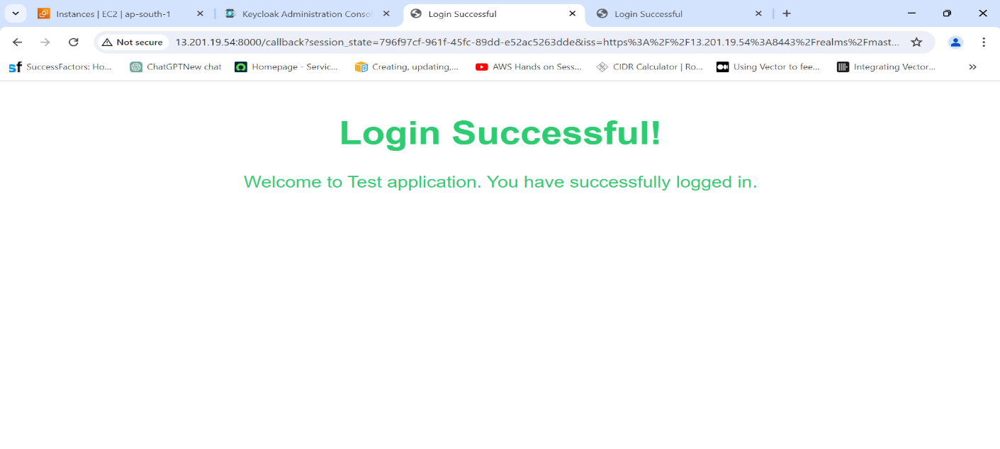 Instances | EC2 | ap-south-1
Keycloak Administration Conso
Login Successful
Login Successful
Not secure
13.201.19.54:8000/callback?session_state=796f97cf-961f-45fc-89dd-e52ac5263dde&iss=https%3A%2F%2F13.201.19.54%3A8443%2Frealms%2Fmast...
sf SuccessFactors: Ho...
ChatGPTNew chat
Homepage - Servic...
Creating, updating,...
AWS Hands on Sess...
CIDR Calculator | Ro...
Using Vector to fee...
Integrating Vector...
Login Successful!
Welcome to Test application. You have successfully logged in.